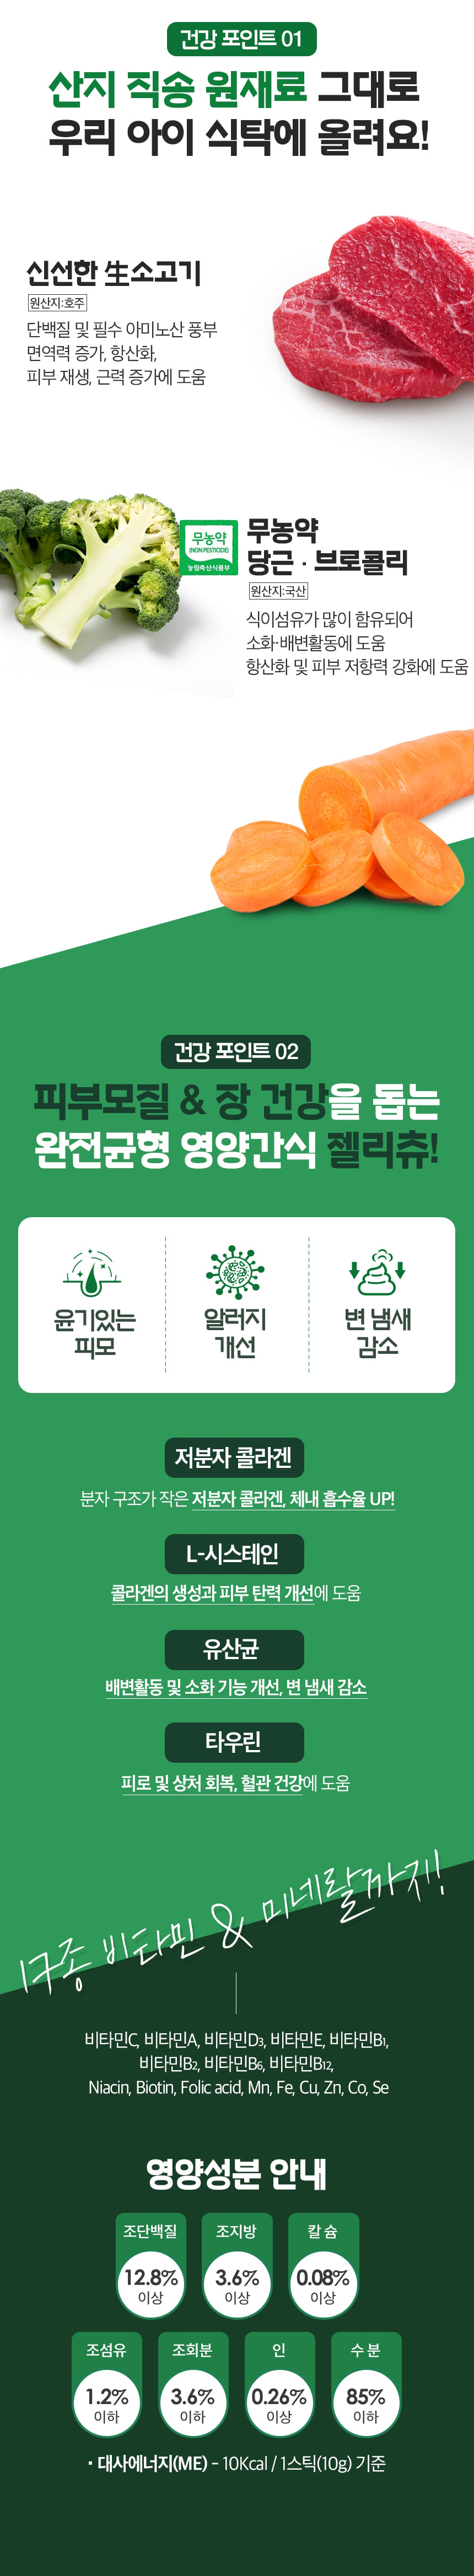 건강 포인트 01
산지 직송 원재료 그대로
우리 아이 식탁에 올려요!
신선한 生소고기
원산지:호주
단백질 및 필수 아미노산 풍부
면역력 증가, 항산화,
피부 재생, 근력 증가에 도움
무농약
(NON PESTICIDE)
농림축산식품부
무농약
당근 · 브로콜리
원산지:국산
식이섬유가 많이 함유되어
소화·배변활동에 도움
항산화 및 피부 저항력 강화에 도움
건강 포인트 02
피부모질 & 장 건강을 돕는
완전균형 영양간식 젤리츄!
윤기있는
피모
알러지
개선
변 냄새
감소
저분자 콜라겐
분자 구조가 작은 저분자 콜라겐, 체내 흡수율 UP!
L-시스테인
콜라겐의 생성과 피부 탄력 개선에 도움
유산균
배변활동 및 소화 기능 개선, 변 냄새 감소
타우린
피로 및 상처 회복, 혈관 건강에 도움
17종 비타민 & 미네랄까지!
비타민C, 비타민A, 비타민D3, 비타민E, 비타민B1,
비타민B2, 비타민B6, 비타민B12,
Niacin, Biotin, Folic acid, Mn, Fe, Cu, Zn, Co, Se
영양성분 안내
조단백질
12.8%
이상
조지방
3.6%
이상
칼 슘
0.08%
이상
조섬유
1.2%
이하
조회분
3.6%
이하
인
0.26%
이상
수 분
85%
이하
· 대사에너지(ME) - 10Kcal / 1스틱(10g) 기준